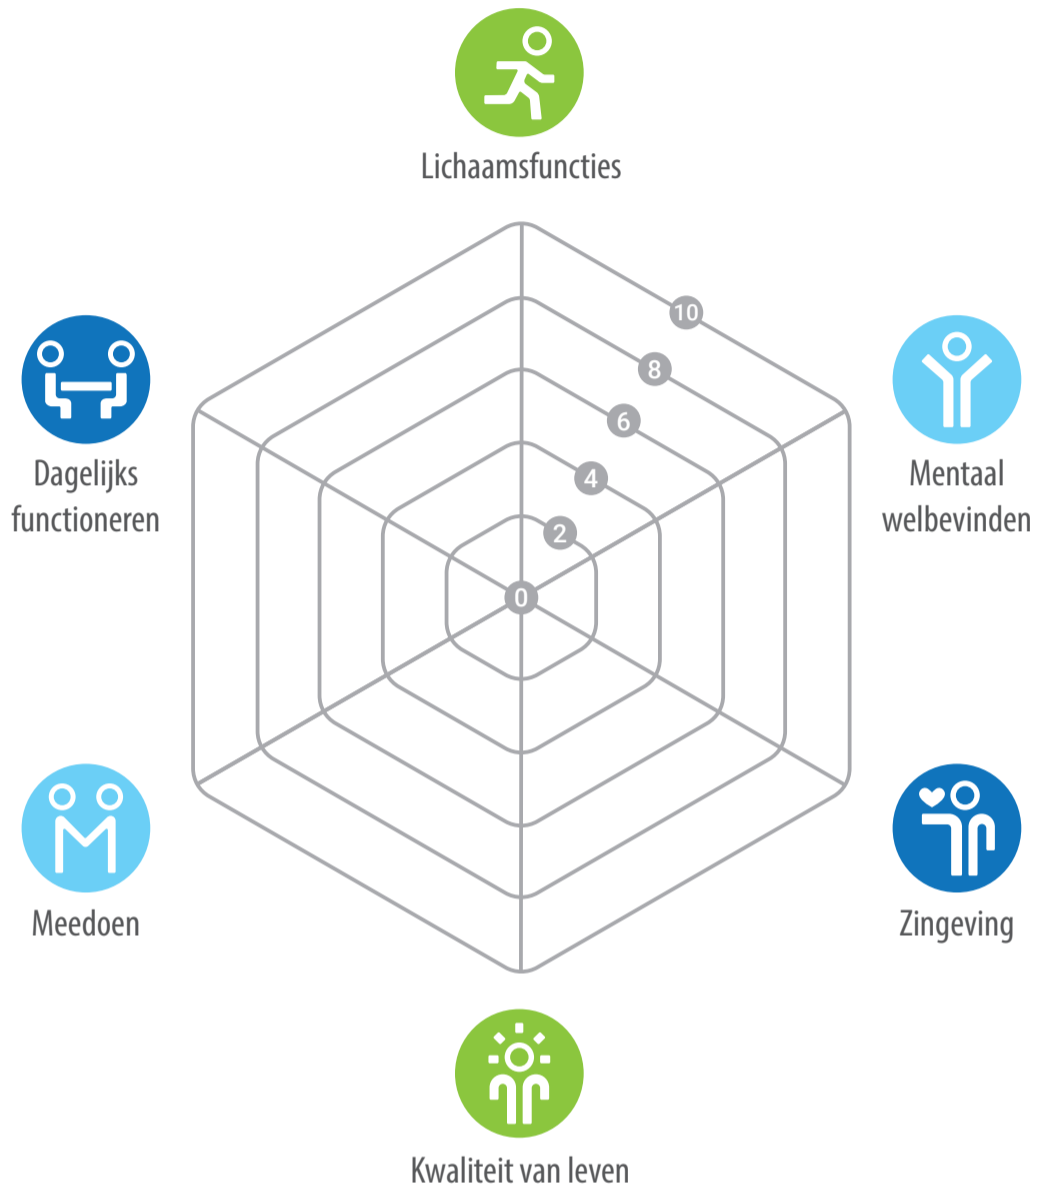 Lichaamsfuncties
10
8
6
4
2
0
Dagelijks
functioneren
Mentaal
welbevinden
Meedoen
Zingeving
Kwaliteit van leven